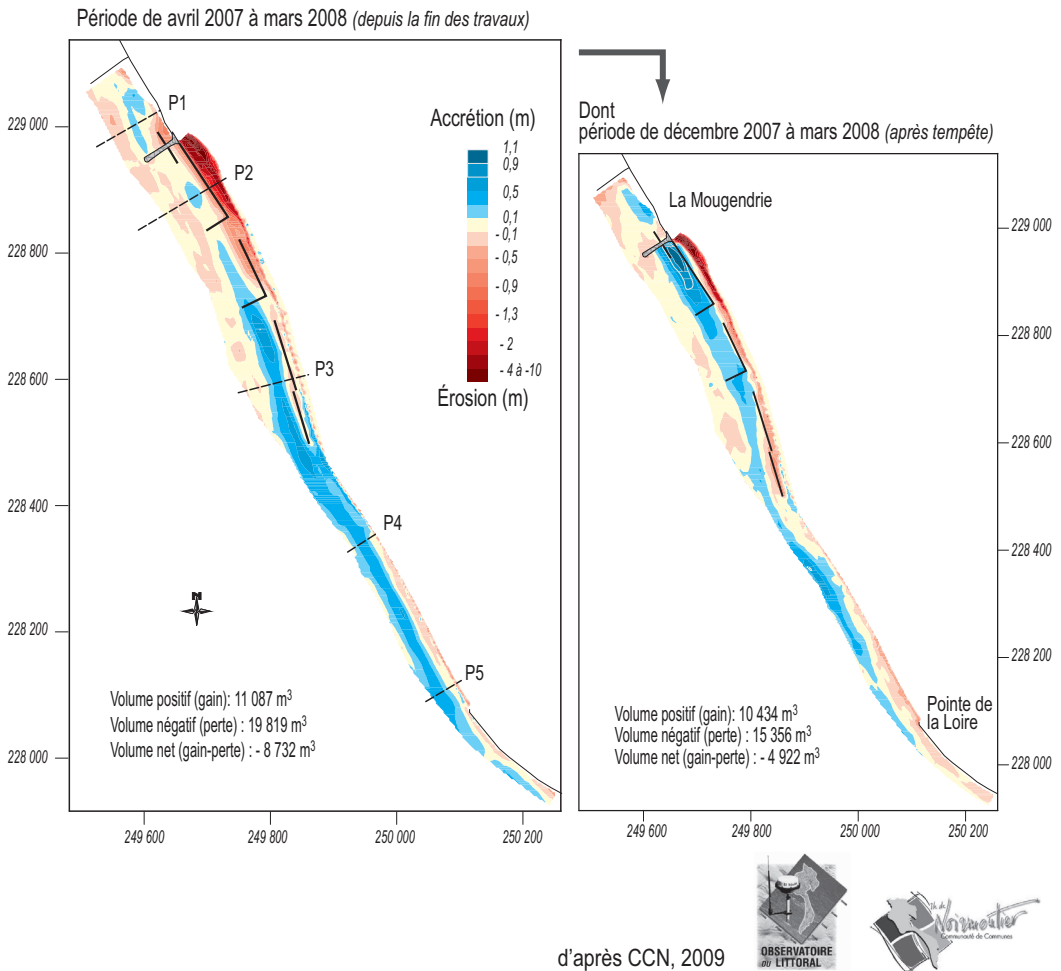 Période de avril 2007 à mars 2008 (depuis la fin des travaux)
229 000
228 800
228 600
228 400
228 200
228 000
P1
P2
P3
P4
P5
Accrétion (m)
1,1
0,9
0,5
0,1
- 0,1
- 0,5
- 0,9
- 1,3
- 2
- 4 à -10
Érosion (m)
N
Volume positif (gain): 11 087 m³
Volume négatif (perte) : 19 819 m³
Volume net (gain-perte) : - 8 732 m³
249 600
249 800
250 000
250 200
Dont
période de décembre 2007 à mars 2008 (après tempête)
La Mougendrie
229 000
228 800
228 600
228 400
228 200
228 000
Pointe de
la Loire
Volume positif (gain): 10 434 m³
Volume négatif (perte) : 15 356 m³
Volume net (gain-perte) : - 4 922 m³
249 600
249 800
250 000
250 200
d'après CCN, 2009
OBSERVATOIRE
DU LITTORAL
Île de
Noirmoutier
Communauté de Communes